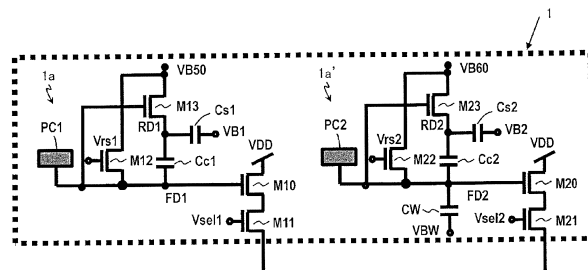 1
1a
VB50
M13
RD1
Cs1
VB1
PC1
Vrs1
M12
Cc1
VDD
M10
FD1
Vsel1
M11
1a'
VB60
M23
RD2
Cs2
VB2
PC2
Vrs2
M22
Cc2
VDD
M20
FD2
CW
VBW
Vsel2
M21